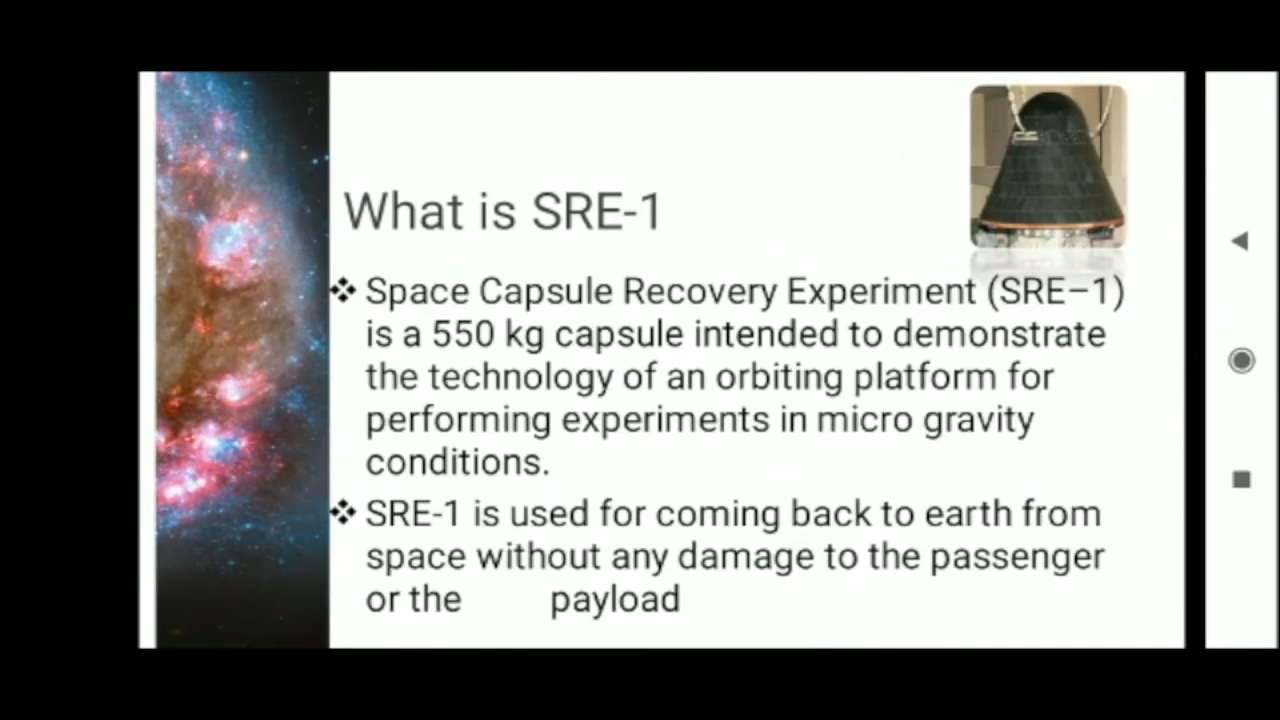 What is SRE-1
❖ Space Capsule Recovery Experiment (SRE–1)
is a 550 kg capsule intended to demonstrate
the technology of an orbiting platform for
performing experiments in micro gravity
conditions.
❖ SRE-1 is used for coming back to earth from
space without any damage to the passenger
or the payload